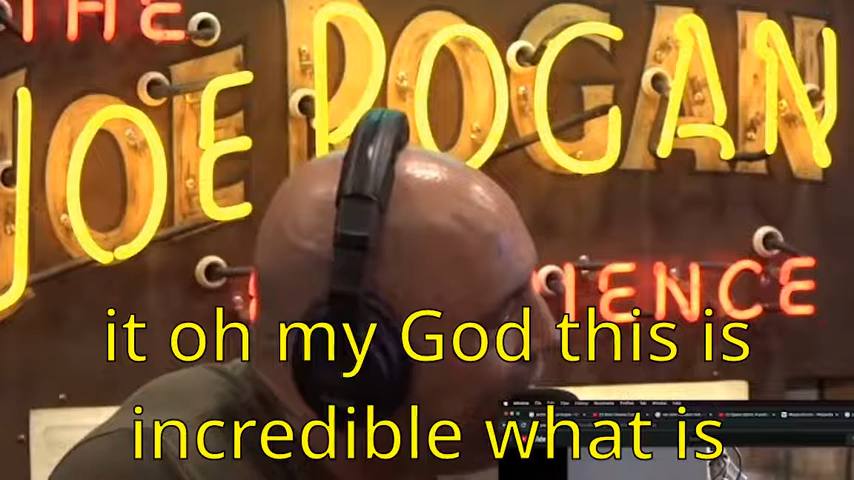 THE
JOE ROGAN
IENCE
it oh my God this is
incredible what is